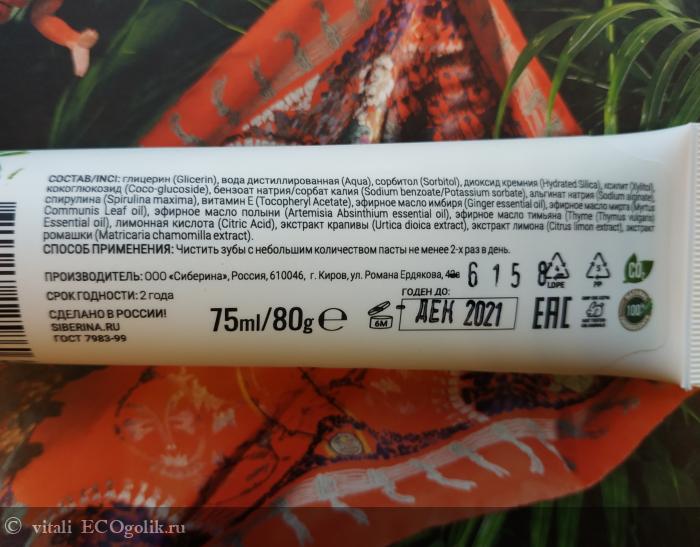 СОСТАВ/INCI: глицерин (Glicerin), вода дистиллированная (Aqua), сорбитол (Sorbitol), диоксид кремния (Hydrated Silica), ксилит (Xylitol),
кокоглюкозид (Coco-glucoside), бензоат натрия/сорбат калия (Sodium benzoate/Potassium sorbate), альгинат натрия (Sodium alginate),
спирулина (Spirulina maxima), витамин Е (Tocopheryl Acetate), эфирное масло имбиря (Ginger essential oil), эфирное масло мирта (Myrtus
Communis Leaf oil), эфирное масло полыни (Artemisia Absinthium essential oil), эфирное масло тимьяна (Thyme (Thymus vulgaris)
Essential oil), лимонная кислота (Citric Acid), экстракт крапивы (Urtica dioica extract), экстракт лимона (Citrus limon extract), экстракт
ромашки (Matricaria chamomilla extract).
СПОСОБ ПРИМЕНЕНИЯ: Чистить зубы с небольшим количеством пасты не менее 2-х раз в день.
ПРОИЗВОДИТЕЛЬ: ООО «Сиберина», Россия, 610046, г. Киров, ул. Романа Ердякова, 6 1 5 8
LDPE
PP
CO₂
СРОК ГОДНОСТИ: 2 года
ГОДЕН ДО:
СДЕЛАНО В РОССИИ!
SIBERINA.RU
ГОСТ 7983-99
75ml/80g e
6M
ДЕК 2021
EAC
100%
© vitali ECOgolik.ru